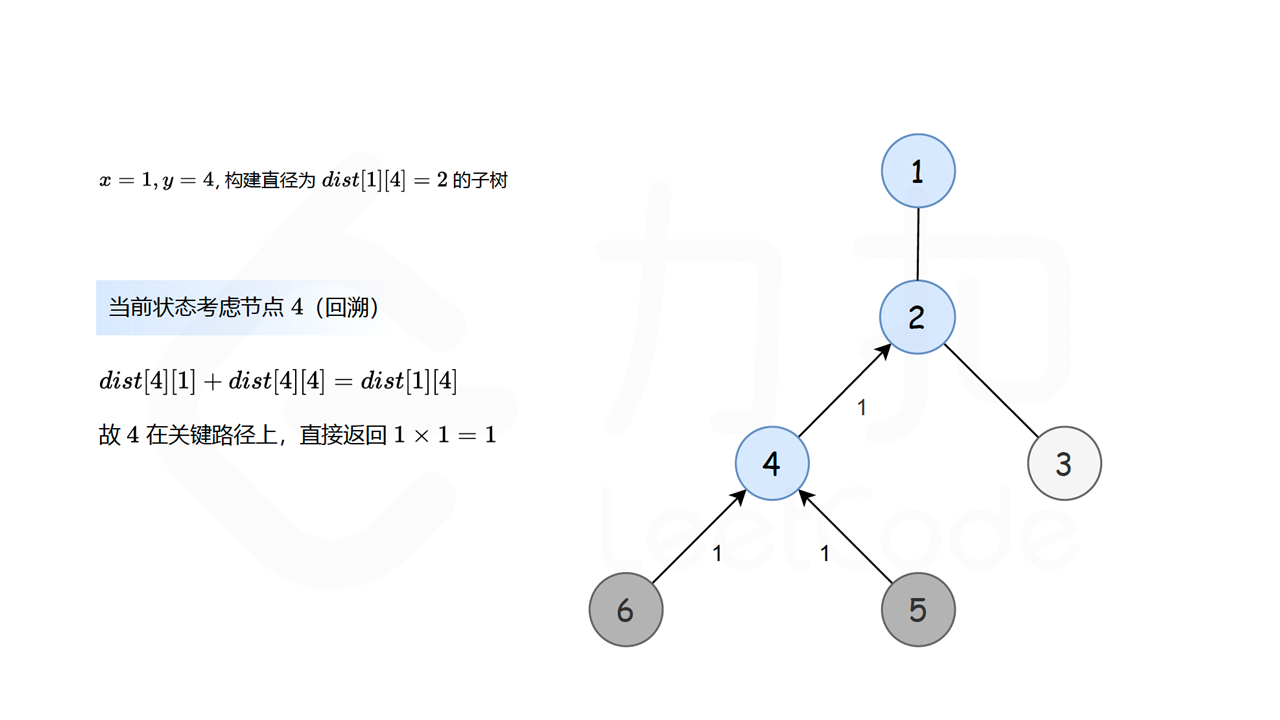 x = 1, y = 4, 构建直径为 dist[1][4] = 2 的子树
当前状态考虑节点 4（回溯）
dist[4][1] + dist[4][4] = dist[1][4]
故 4 在关键路径上，直接返回 1 × 1 = 1
1
2
1
4
3
1
1
6
5
力扣
LeetCode